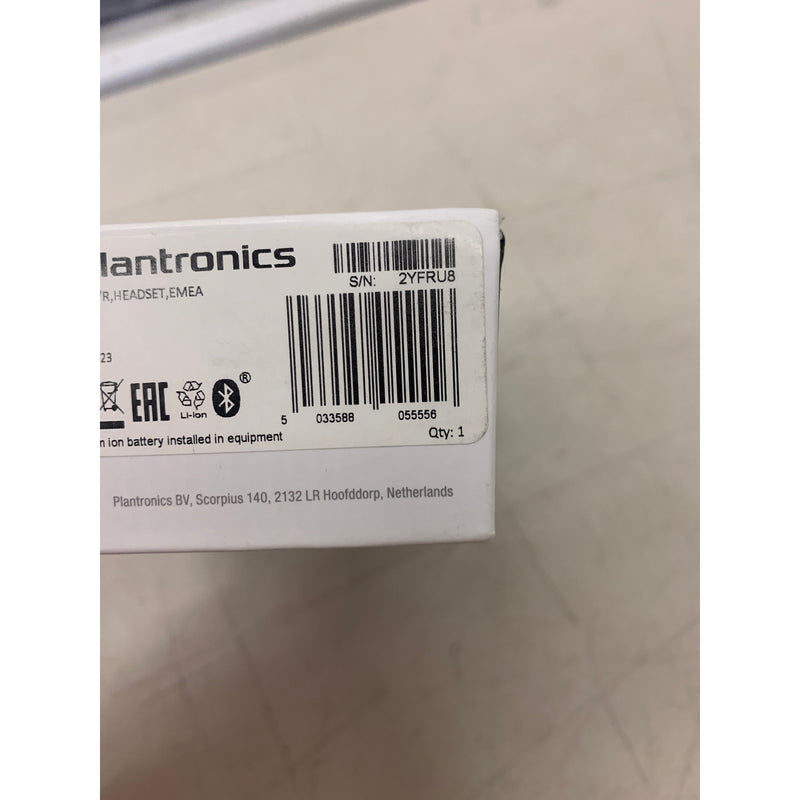 lantronics
/R,HEADSET,EMEA
S/N: 2YFRU8
23
EAC
Li-ion
®
5 033588 055556
m ion battery installed in equipment
Qty: 1
Plantronics BV, Scorpius 140, 2132 LR Hoofddorp, Netherlands